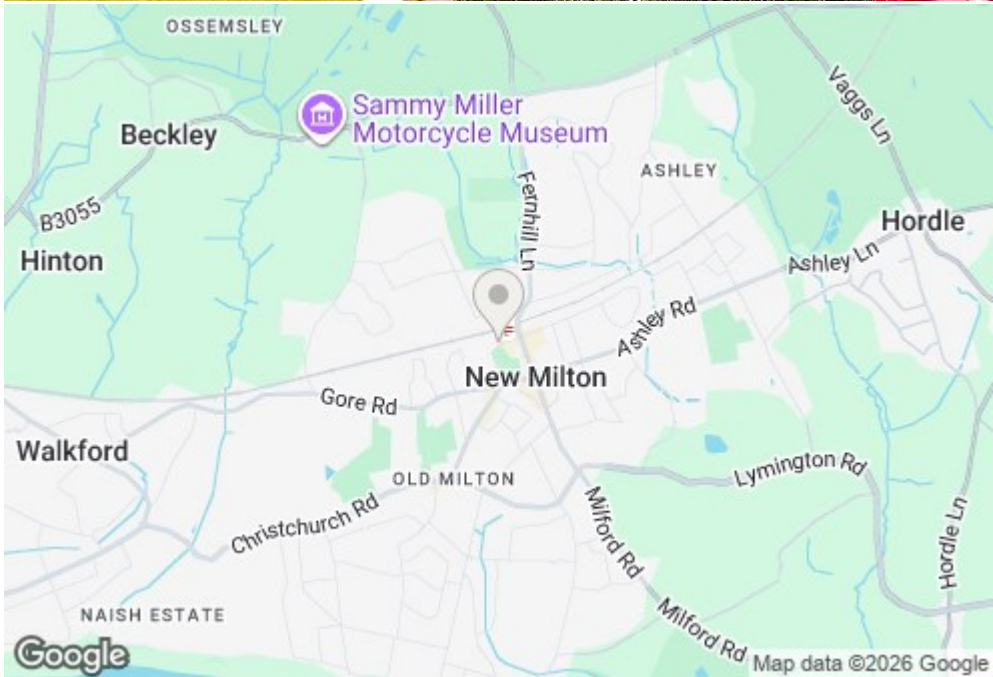 OSSEMSLEY
Sammy Miller
Motorcycle Museum
Beckley
Vaggs Ln
ASHLEY
Fernhill Ln
B3055
Hordle
Hinton
Ashley Ln
Ashley Rd
New Milton
Gore Rd
Walkford
OLD MILTON
Lymington Rd
Christchurch Rd
Milford Rd
Hordle Ln
NAISH ESTATE
Milford Rd
Google
Map data ©2026 Google